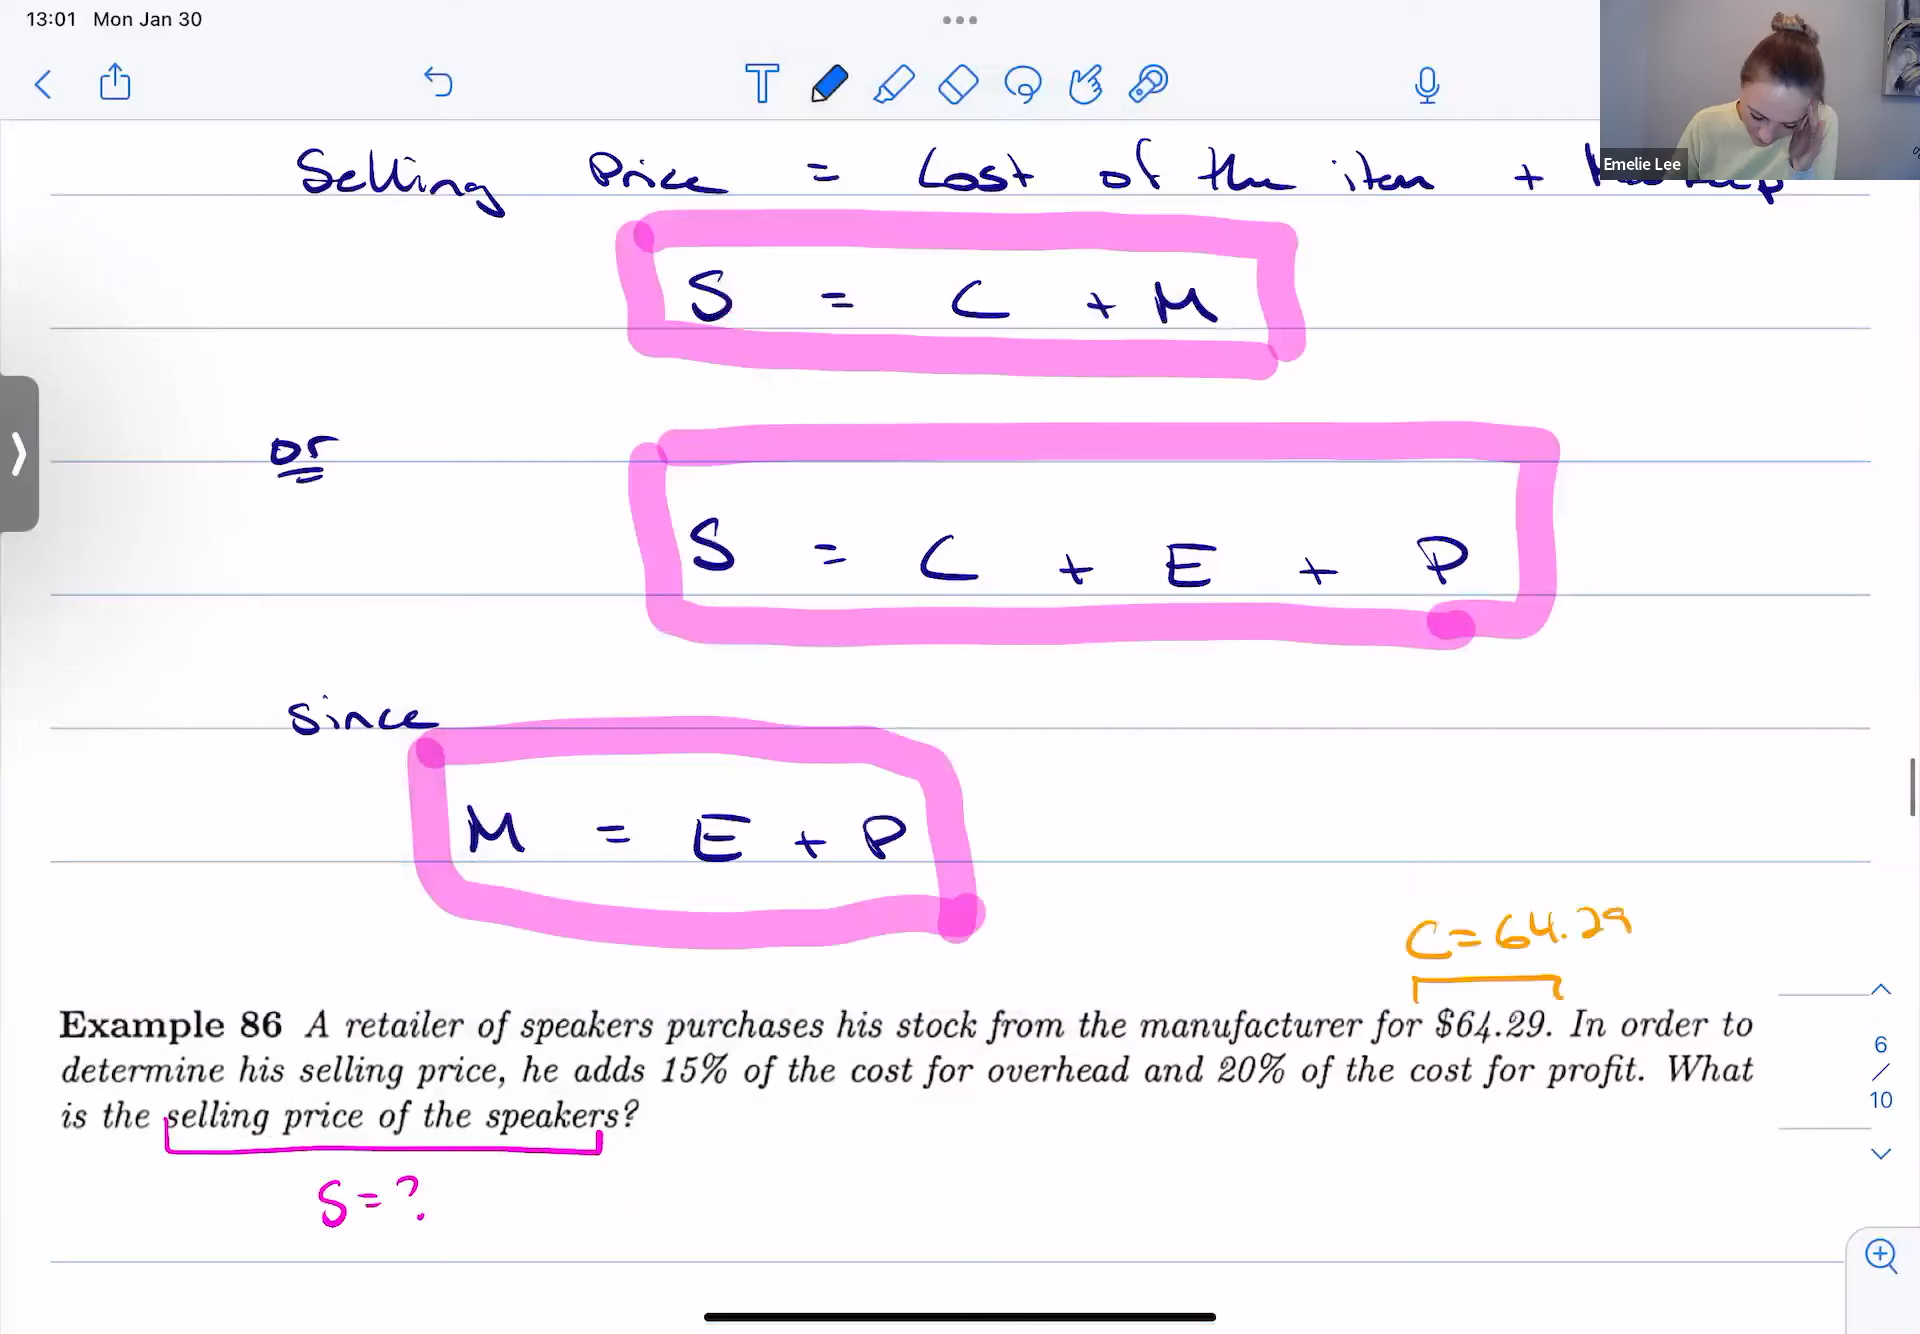 13:01 Mon Jan 30
T
Emelie Lee
Selling Price = Cost of the item +
S = C + M
or
S = C + E + P
since
M = E + P
C = 64.29
Example 86 A retailer of speakers purchases his stock from the manufacturer for $64.29. In order to
determine his selling price, he adds 15% of the cost for overhead and 20% of the cost for profit. What
is the selling price of the speakers?
S = ?
6
/
10